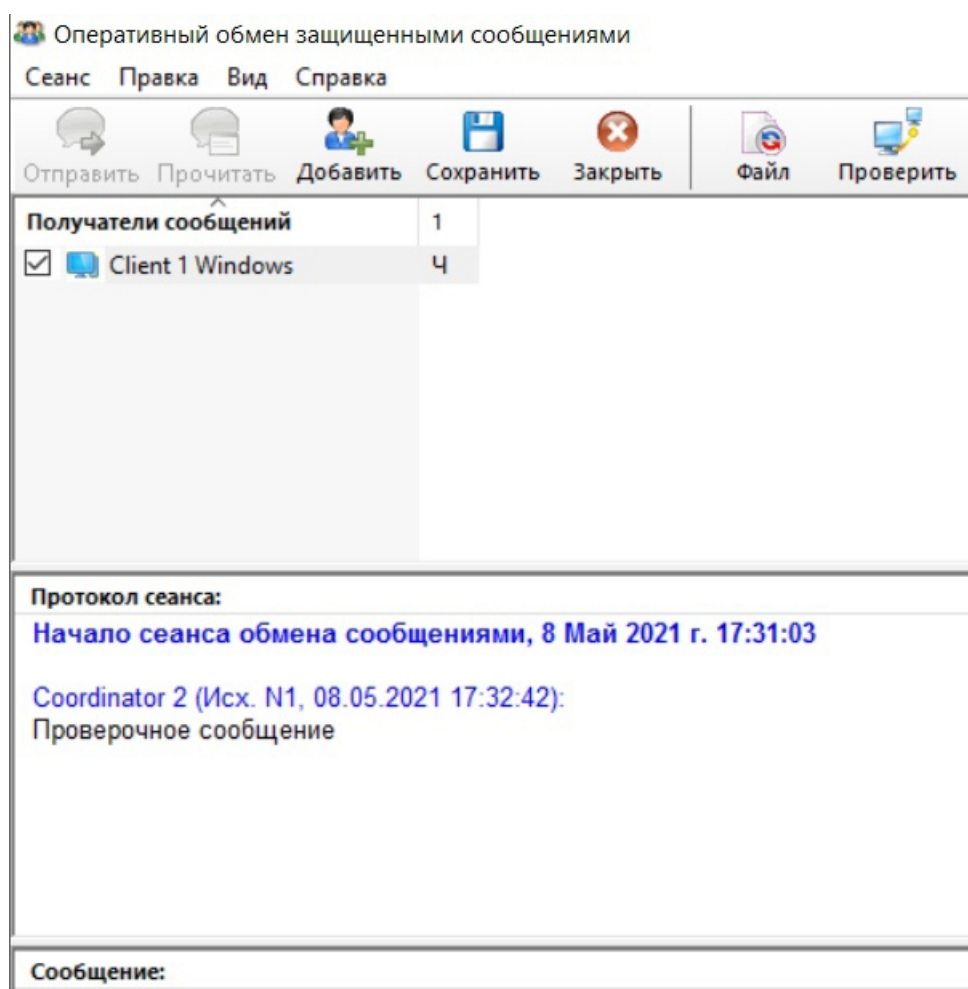 Оперативный обмен защищенными сообщениями
Сеанс Правка Вид Справка
Отправить Прочитать Добавить Сохранить Закрыть Файл Проверить
Получатели сообщений 1
Client 1 Windows Ч
Протокол сеанса:
Начало сеанса обмена сообщениями, 8 Май 2021 г. 17:31:03
Coordinator 2 (Исх. N1, 08.05.2021 17:32:42):
Проверочное сообщение
Сообщение: